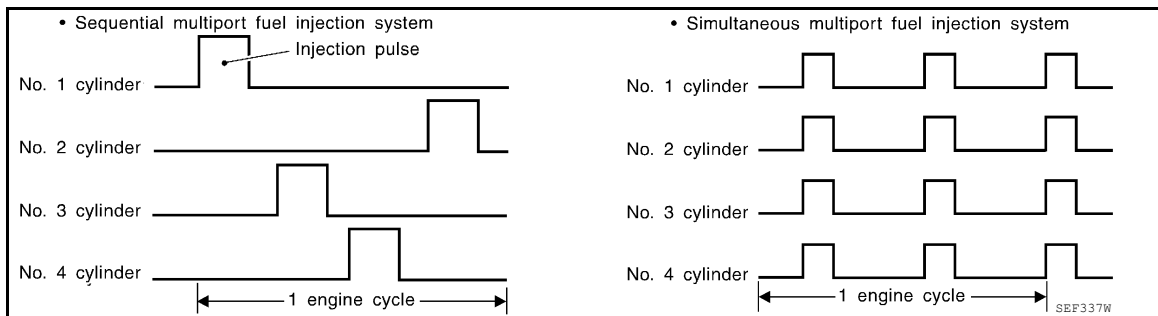 • Sequential multiport fuel injection system
Injection pulse
No. 1 cylinder
No. 2 cylinder
No. 3 cylinder
No. 4 cylinder
1 engine cycle
• Simultaneous multiport fuel injection system
No. 1 cylinder
No. 2 cylinder
No. 3 cylinder
No. 4 cylinder
1 engine cycle
SEF337W